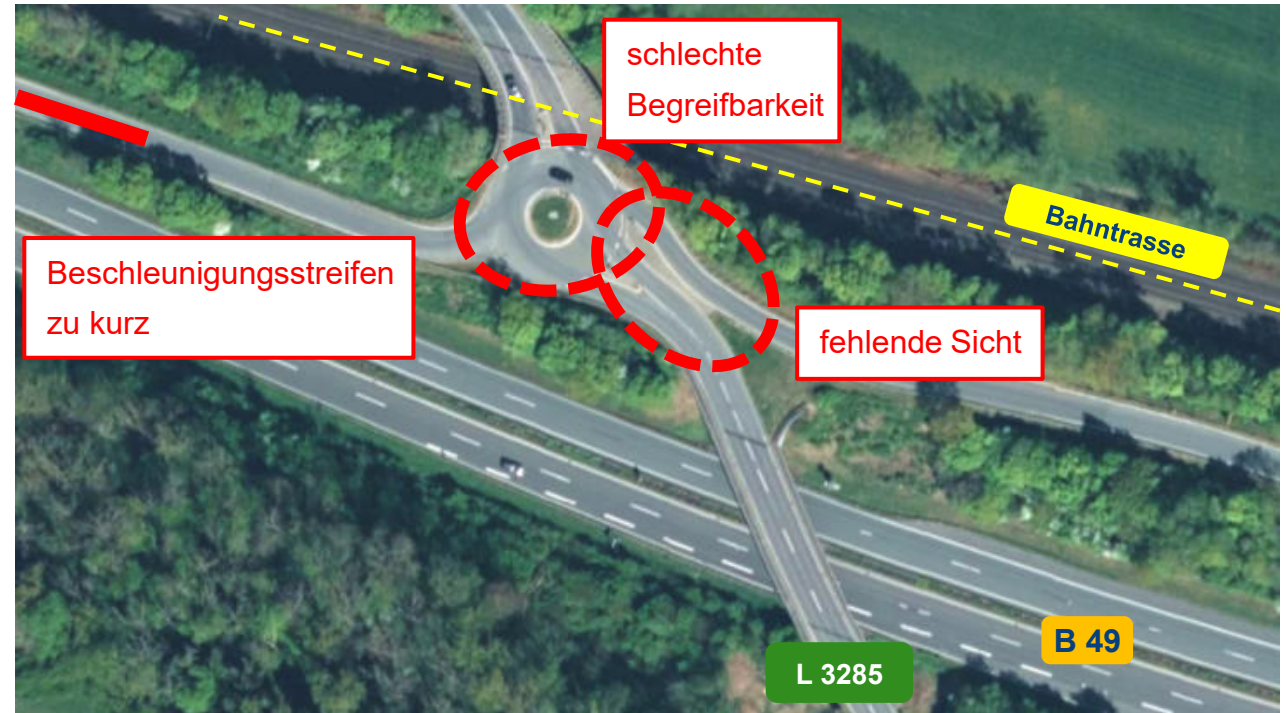 schlechte
Begreifbarkeit
Bahntrasse
Beschleunigungsstreifen
zu kurz
fehlende Sicht
B 49
L 3285